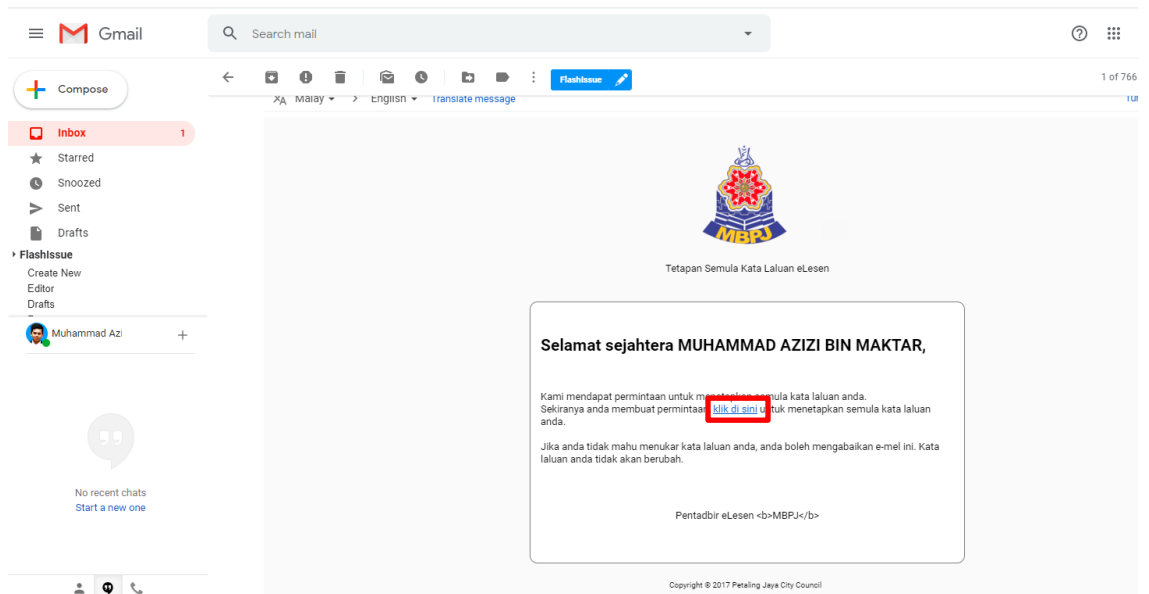 Gmail
Search mail
Compose
FlashIssue
1 of 766
Malay > English Translate message
Inbox 1
Starred
Snoozed
Sent
Drafts
FlashIssue
Create New
Editor
Drafts
Muhammad Azi
No recent chats
Start a new one
MBPJ
Tetapan Semula Kata Laluan eLesen
Selamat sejahtera MUHAMMAD AZIZI BIN MAKTAR,
Kami mendapat permintaan untuk menetapkan semula kata laluan anda.
Sekiranya anda membuat permintaan klik di sini untuk menetapkan semula kata laluan
anda.
Jika anda tidak mahu menukar kata laluan anda, anda boleh mengabaikan e-mel ini. Kata
laluan anda tidak akan berubah.
Pentadbir eLesen <b>MBPJ</b>
Copyright © 2017 Petaling Jaya City Council